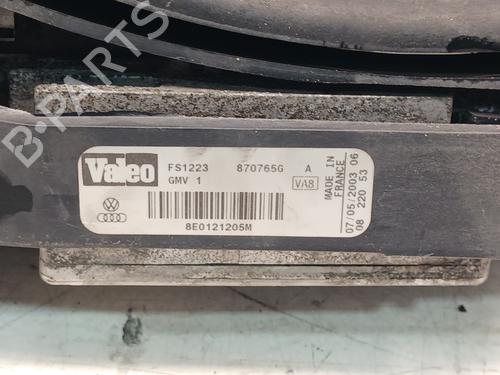 B-PARTS
Valeo
FS1223 870765G A
GMV 1
VA8
8E0121205M
MADE IN
FRANCE
07/05/2003 06
08 220 53